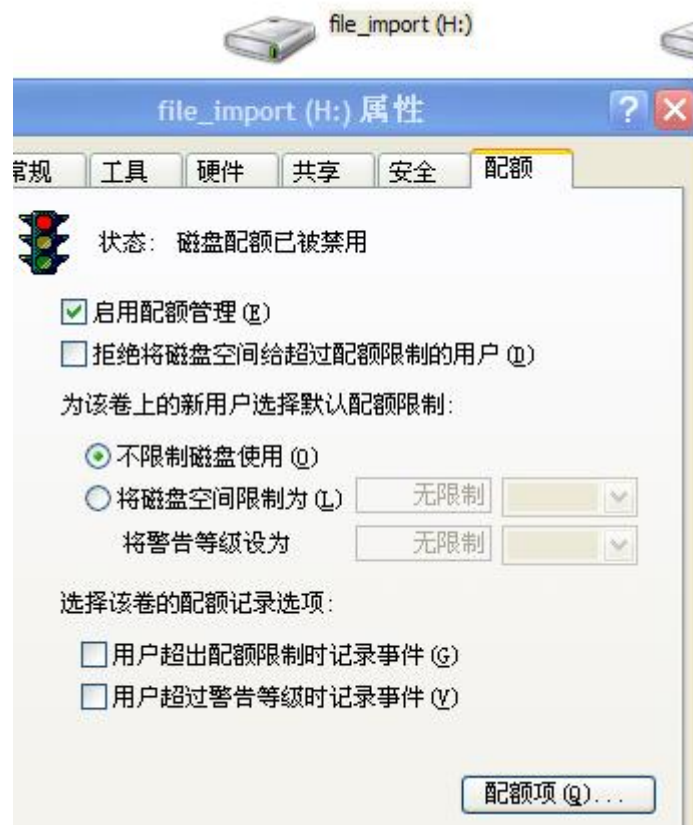 file_import (H:)
file_import (H:) 属性
常规 工具 硬件 共享 安全 配额
状态: 磁盘配额已被禁用
启用配额管理(E)
拒绝将磁盘空间给超过配额限制的用户(D)
为该卷上的新用户选择默认配额限制:
不限制磁盘使用(O)
将磁盘空间限制为(L) 无限制
将警告等级设为 无限制
选择该卷的配额记录选项:
用户超出配额限制时记录事件(G)
用户超过警告等级时记录事件(V)
配额项(Q)...